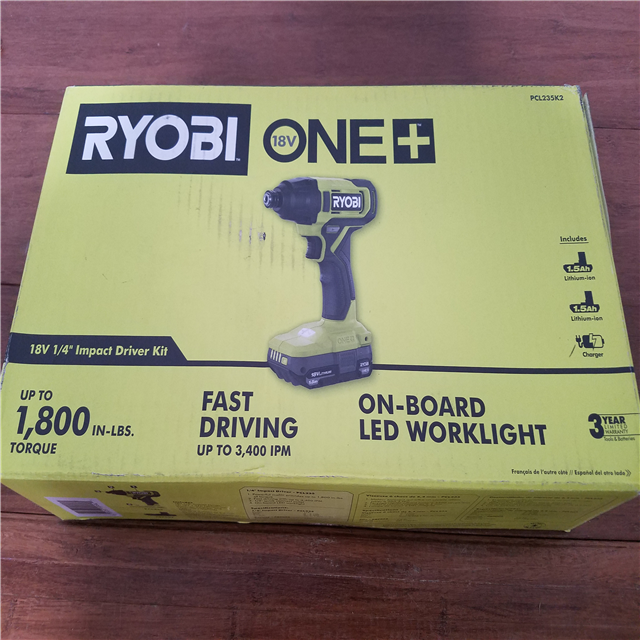 PCL235K2
RYOBI
18V ONE+
RYOBI
Includes
1.5Ah
Lithium-ion
1.5Ah
Lithium-ion
Charger
ONE+
18V 1/4" Impact Driver Kit
UP TO
1,800 IN-LBS.
TORQUE
FAST
DRIVING
UP TO 3,400 IPM
ON-BOARD
LED WORKLIGHT
3 YEAR
LIMITED
WARRANTY
Tools & Batteries
Français de l'autre côté // Español del otro lado